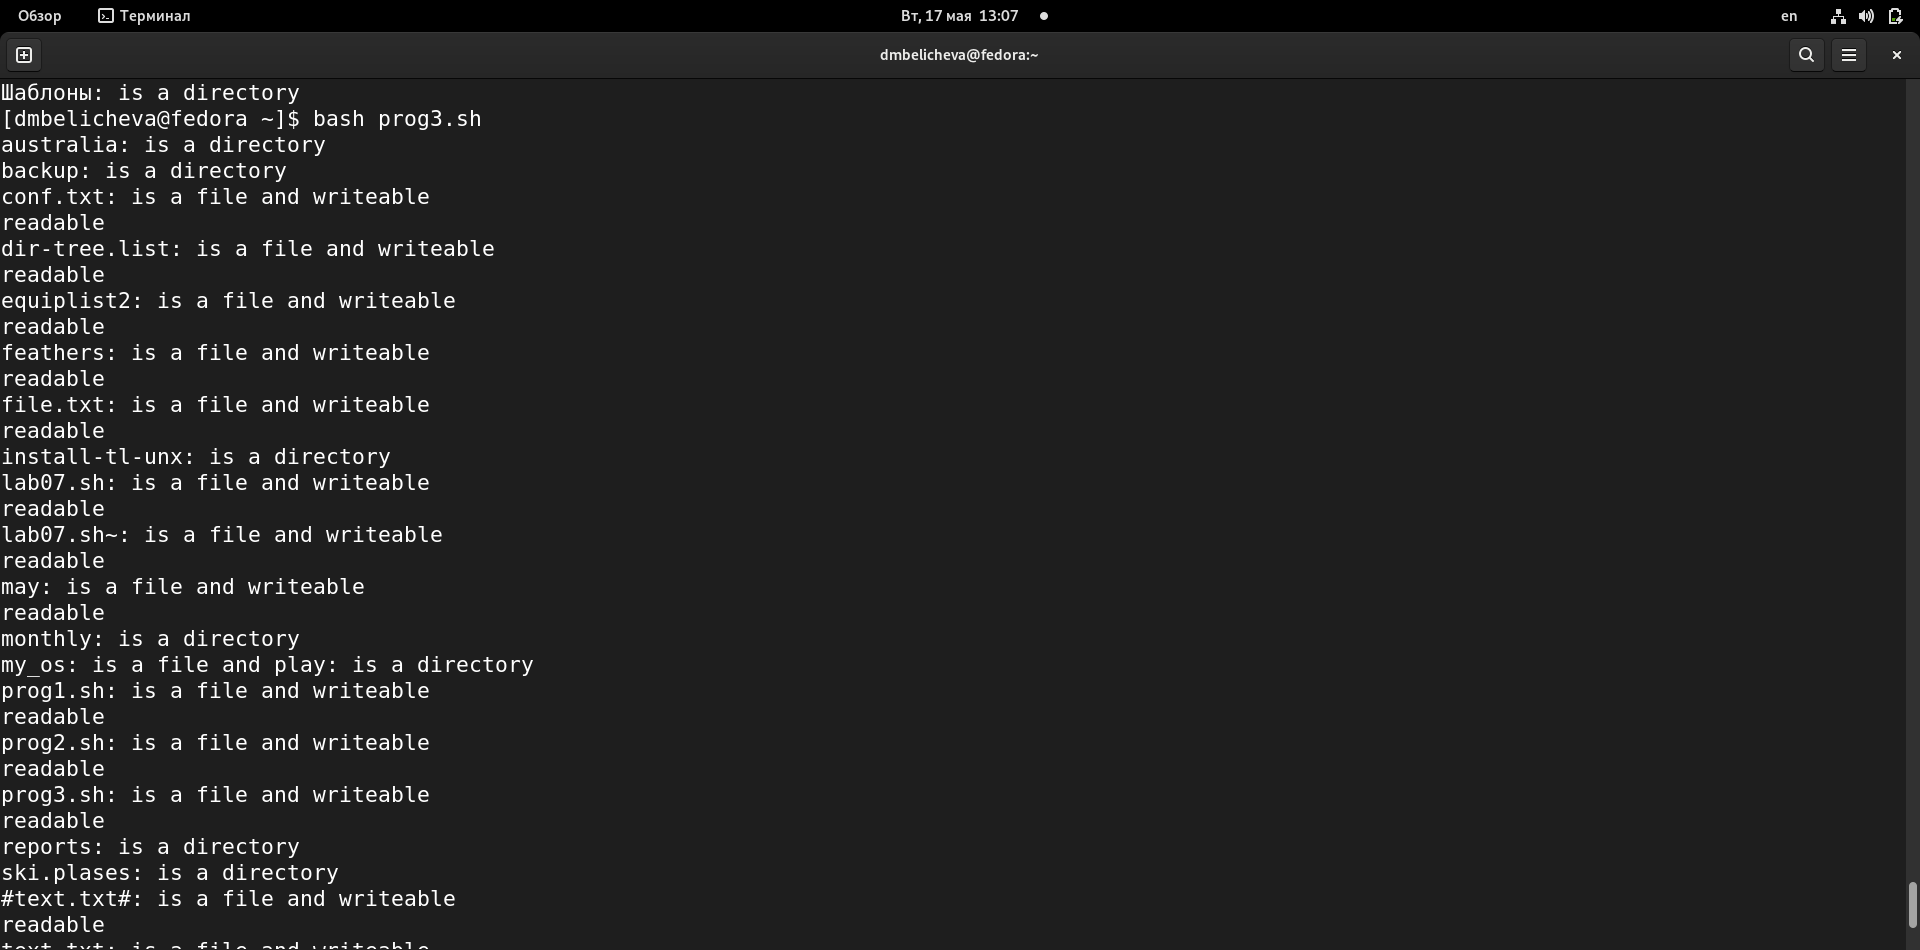 Обзор Терминал Вт, 17 мая 13:07 en
dmbelicheva@fedora:~
Шаблоны: is a directory
[dmbelicheva@fedora ~]$ bash prog3.sh
australia: is a directory
backup: is a directory
conf.txt: is a file and writeable
readable
dir-tree.list: is a file and writeable
readable
equiplist2: is a file and writeable
readable
feathers: is a file and writeable
readable
file.txt: is a file and writeable
readable
install-tl-unx: is a directory
lab07.sh: is a file and writeable
readable
lab07.sh~: is a file and writeable
readable
may: is a file and writeable
readable
monthly: is a directory
my_os: is a file and play: is a directory
prog1.sh: is a file and writeable
readable
prog2.sh: is a file and writeable
readable
prog3.sh: is a file and writeable
readable
reports: is a directory
ski.plases: is a directory
#text.txt#: is a file and writeable
readable
text.txt: is a file and writeable